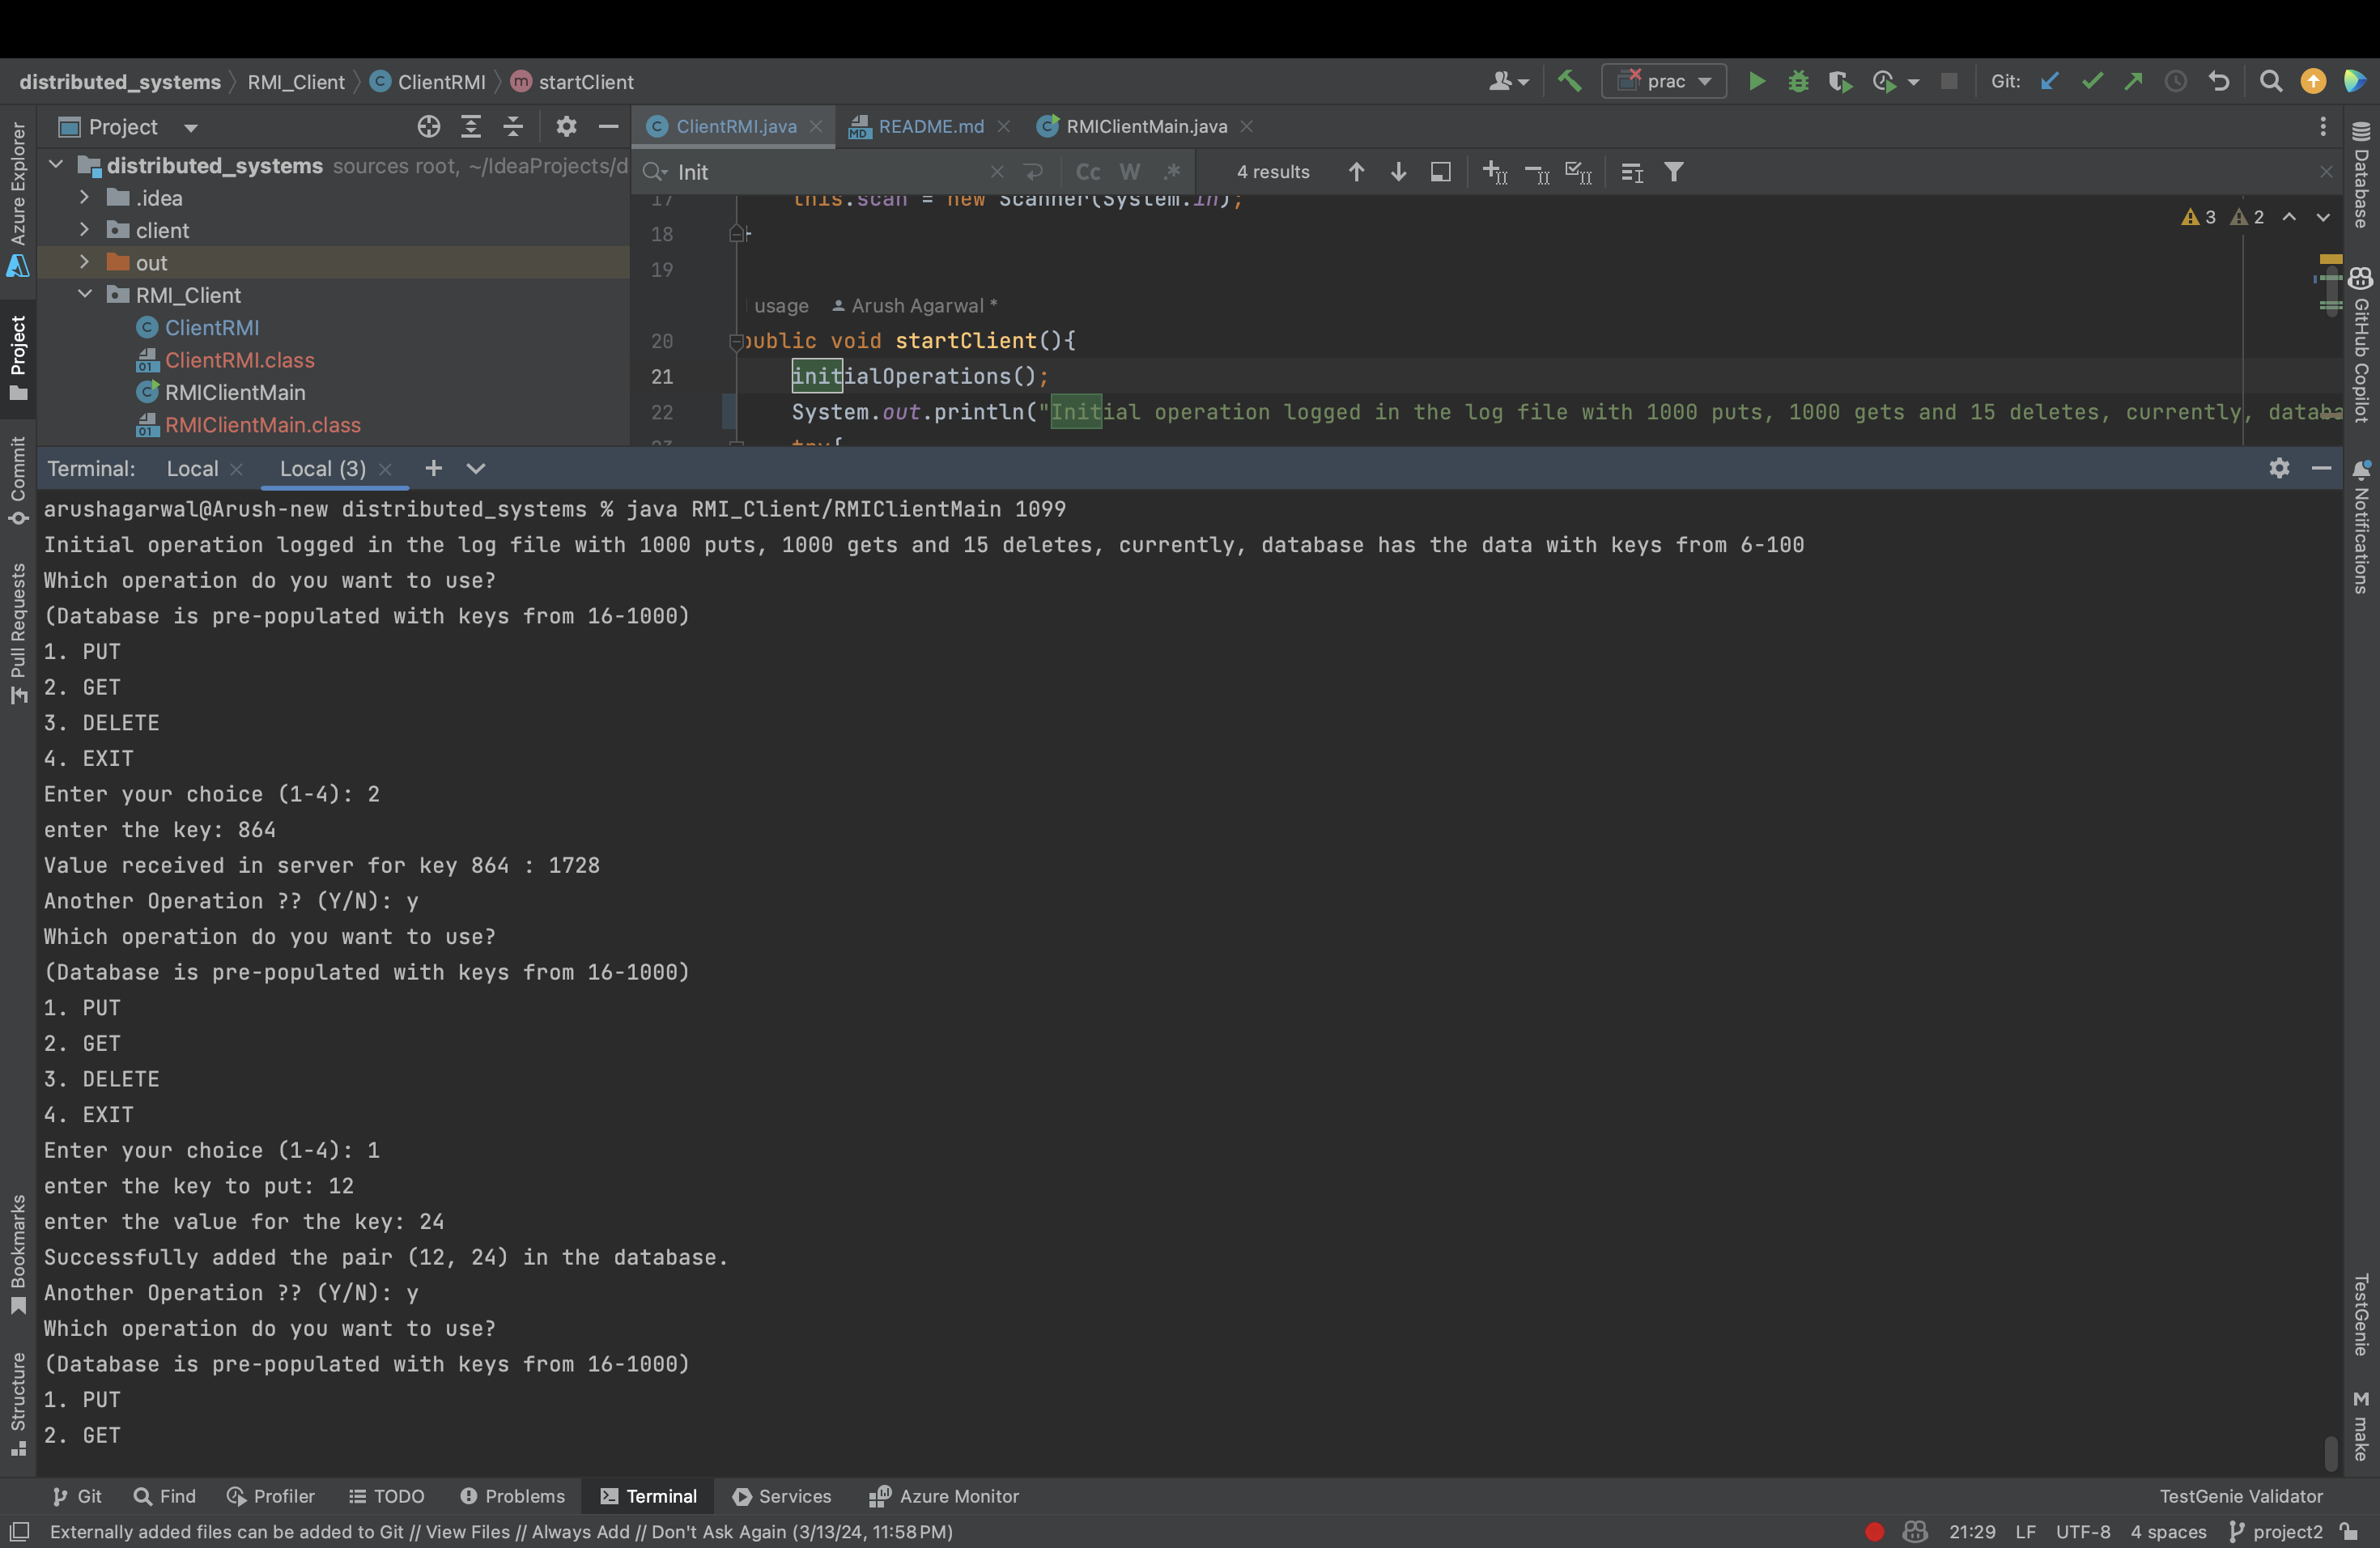 distributed_systems RMI_Client ClientRMI startClient prac Git:
Project
ClientRMI.java README.md RMIClientMain.java
distributed_systems sources root, ~/IdeaProjects/d
Init Cc W .* 4 results
.idea
client
out
RMI_Client
ClientRMI
ClientRMI.class
RMIClientMain
RMIClientMain.class
17 this.scan = new Scanner(System.in);
18
3 2
19
usage Arush Agarwal *
20 public void startClient(){
21 initialOperations();
22 System.out.println("Initial operation logged in the log file with 1000 puts, 1000 gets and 15 deletes, currently, databa
23 try{
Terminal: Local Local (3)
arushagarwal@Arush-new distributed_systems % java RMI_Client/RMIClientMain 1099
Initial operation logged in the log file with 1000 puts, 1000 gets and 15 deletes, currently, database has the data with keys from 6-100
Which operation do you want to use?
(Database is pre-populated with keys from 16-1000)
1. PUT
2. GET
3. DELETE
4. EXIT
Enter your choice (1-4): 2
enter the key: 864
Value received in server for key 864 : 1728
Another Operation ?? (Y/N): y
Which operation do you want to use?
(Database is pre-populated with keys from 16-1000)
1. PUT
2. GET
3. DELETE
4. EXIT
Enter your choice (1-4): 1
enter the key to put: 12
enter the value for the key: 24
Successfully added the pair (12, 24) in the database.
Another Operation ?? (Y/N): y
Which operation do you want to use?
(Database is pre-populated with keys from 16-1000)
1. PUT
2. GET
Azure Explorer
Project
Commit
Pull Requests
Bookmarks
Structure
Database
GitHub Copilot
Notifications
TestGenie
make
Git Find Profiler TODO Problems Terminal Services Azure Monitor TestGenie Validator
Externally added files can be added to Git // View Files // Always Add // Don't Ask Again (3/13/24, 11:58 PM) 21:29 LF UTF-8 4 spaces project2